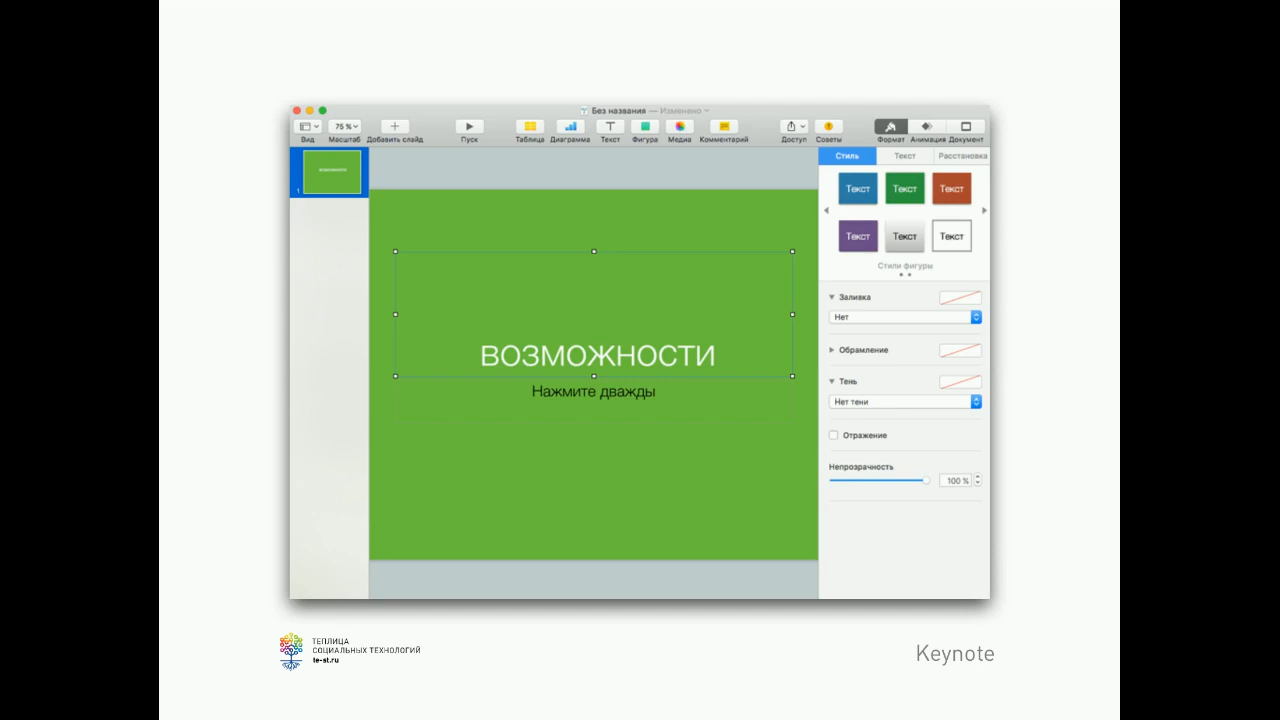 Без названия — Изменено
75 %
Вид Масштаб Добавить слайд Пуск Таблица Диаграмма Текст Фигура Медиа Комментарий Доступ Советы Формат Анимация Документ
Стиль Текст Расстановка
ВОЗМОЖНОСТИ
1
Текст Текст Текст
Текст Текст Текст
Стили фигуры
Заливка
Нет
Обрамление
Тень
Нет тени
Отражение
Непрозрачность
100 %
ВОЗМОЖНОСТИ
Нажмите дважды
ТЕПЛИЦА
СОЦИАЛЬНЫХ ТЕХНОЛОГИЙ
te-st.ru
Keynote